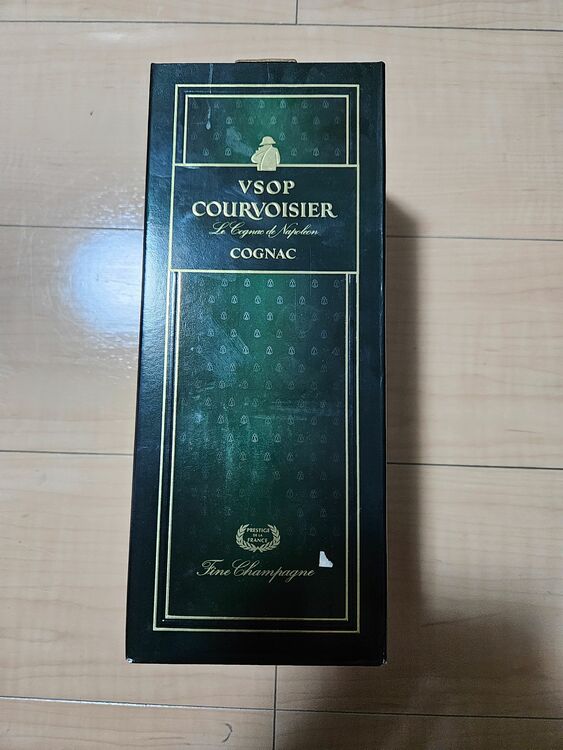 VSOP
COURVOISIER
Le Cognac de Napoleon
COGNAC
PRESTIGE
DE LA
FRANCE
Fine Champagne